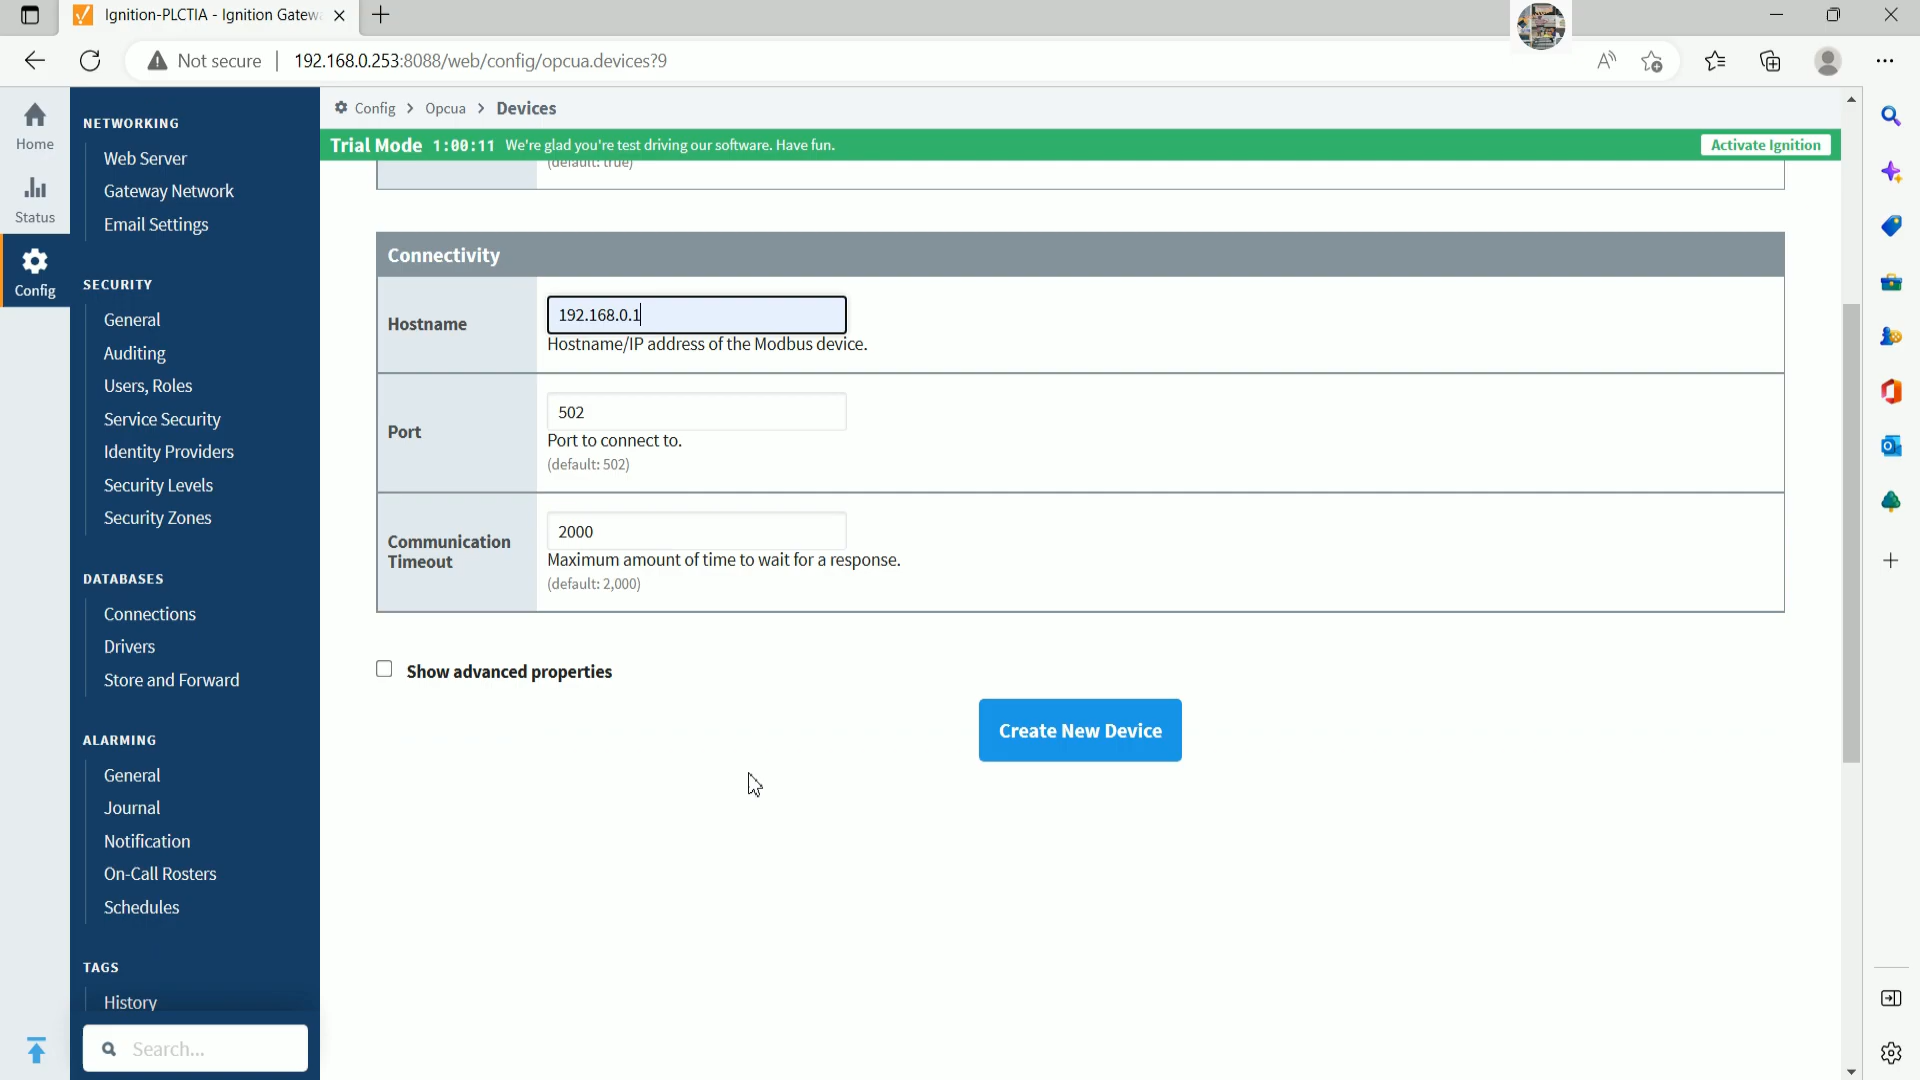 Ignition-PLCTIA - Ignition Gatew
Not secure
192.168.0.253:8088/web/config/opcua.devices?9
Home
Status
Config
NETWORKING
Web Server
Gateway Network
Email Settings
SECURITY
General
Auditing
Users, Roles
Service Security
Identity Providers
Security Levels
Security Zones
DATABASES
Connections
Drivers
Store and Forward
ALARMING
General
Journal
Notification
On-Call Rosters
Schedules
TAGS
History
Search...
Config > Opcua > Devices
Trial Mode 1:00:11 We're glad you're test driving our software. Have fun.
Activate Ignition
(default: true)
Connectivity
Hostname
192.168.0.1
Hostname/IP address of the Modbus device.
Port
502
Port to connect to.
(default: 502)
Communication
Timeout
2000
Maximum amount of time to wait for a response.
(default: 2,000)
Show advanced properties
Create New Device